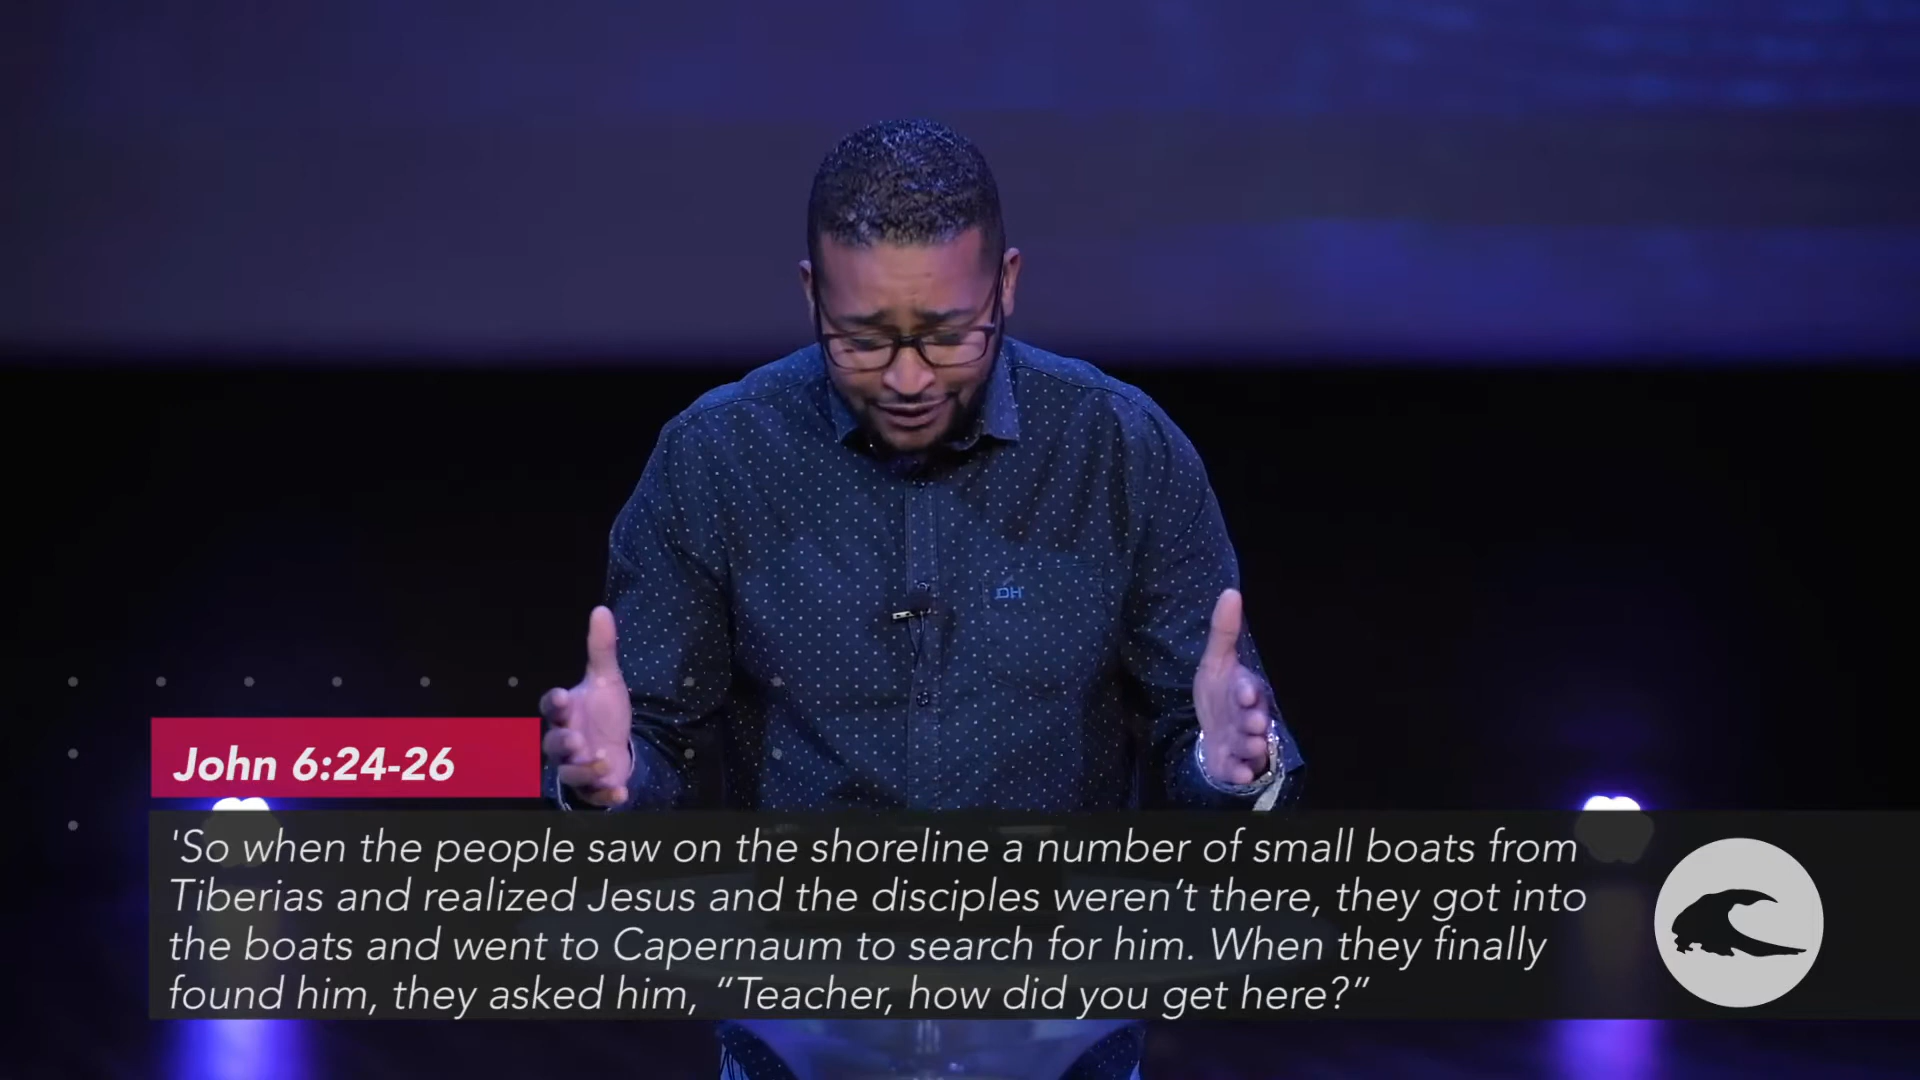 DH
John 6:24-26
'So when the people saw on the shoreline a number of small boats from
Tiberias and realized Jesus and the disciples weren’t there, they got into
the boats and went to Capernaum to search for him. When they finally
found him, they asked him, “Teacher, how did you get here?”